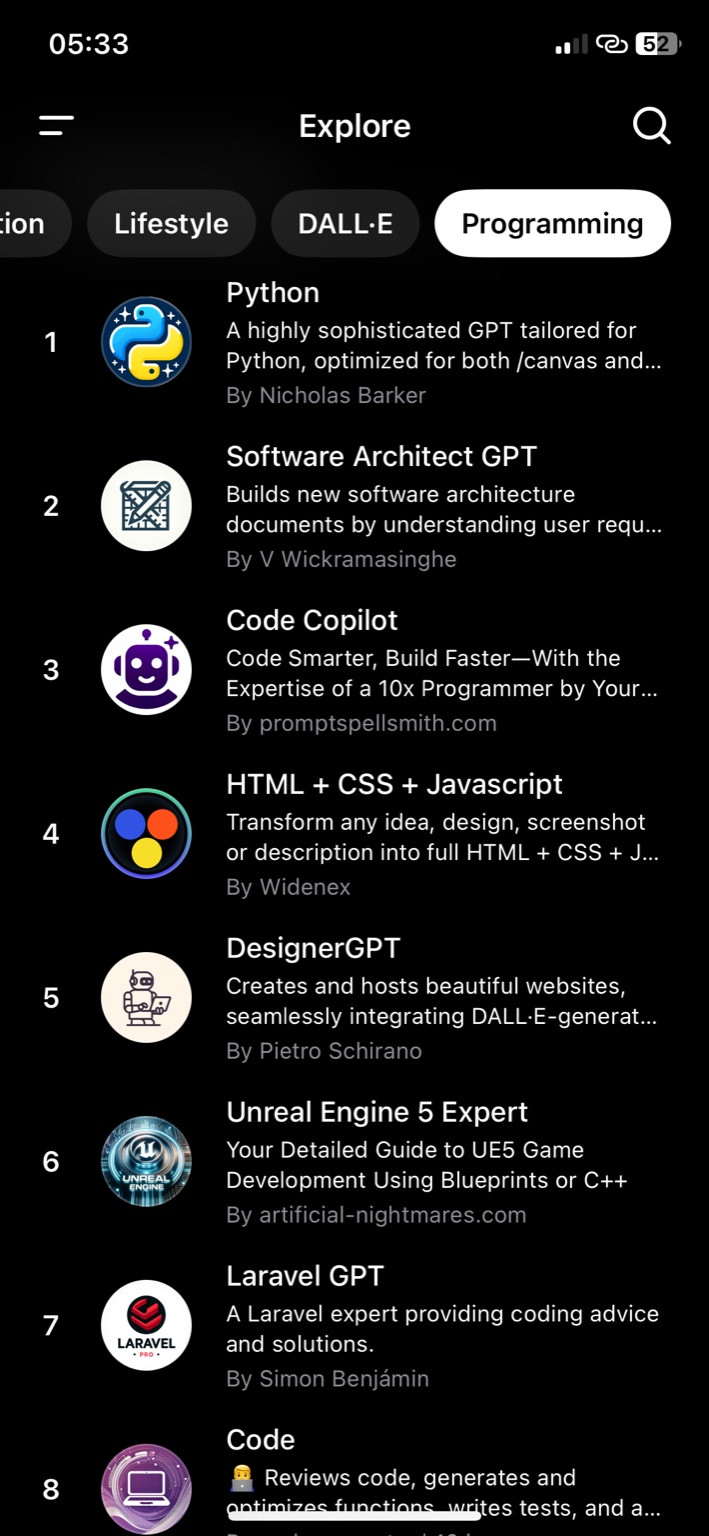 05:33
52
Explore
tion
Lifestyle
DALL·E
Programming
1
Python
A highly sophisticated GPT tailored for
Python, optimized for both /canvas and...
By Nicholas Barker
2
Software Architect GPT
Builds new software architecture
documents by understanding user requ...
By V Wickramasinghe
3
Code Copilot
Code Smarter, Build Faster—With the
Expertise of a 10x Programmer by Your...
By promptspellsmith.com
4
HTML + CSS + Javascript
Transform any idea, design, screenshot
or description into full HTML + CSS + J...
By Widenex
5
DesignerGPT
Creates and hosts beautiful websites,
seamlessly integrating DALL·E-generat...
By Pietro Schirano
6
UNREAL
ENGINE
Unreal Engine 5 Expert
Your Detailed Guide to UE5 Game
Development Using Blueprints or C++
By artificial-nightmares.com
7
LARAVEL
PRO
Laravel GPT
A Laravel expert providing coding advice
and solutions.
By Simon Benjámin
8
Code
🧑‍💻 Reviews code, generates and
optimizes functions, writes tests, and a...